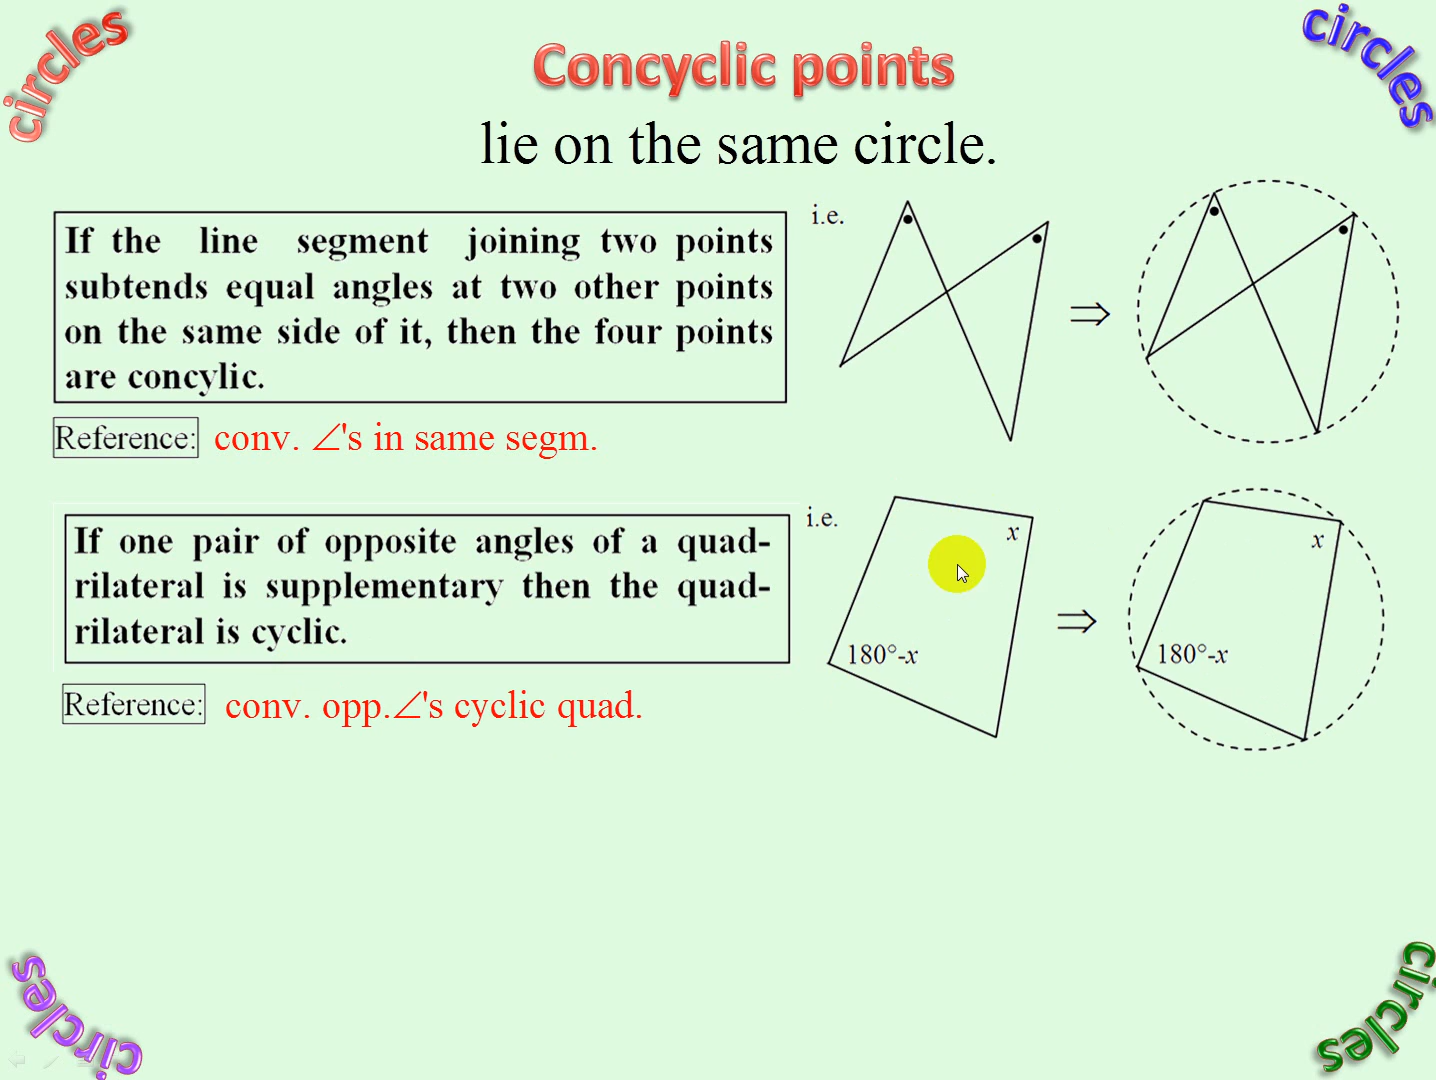 circles
circles
Concyclic points
lie on the same circle.
If the line segment joining two points
subtends equal angles at two other points
on the same side of it, then the four points
are concylic.
i.e.
⇒
Reference: conv. ∠'s in same segm.
If one pair of opposite angles of a quad-
rilateral is supplementary then the quad-
rilateral is cyclic.
i.e.
x
180°-x
⇒
x
180°-x
Reference: conv. opp.∠'s cyclic quad.
circles
circles